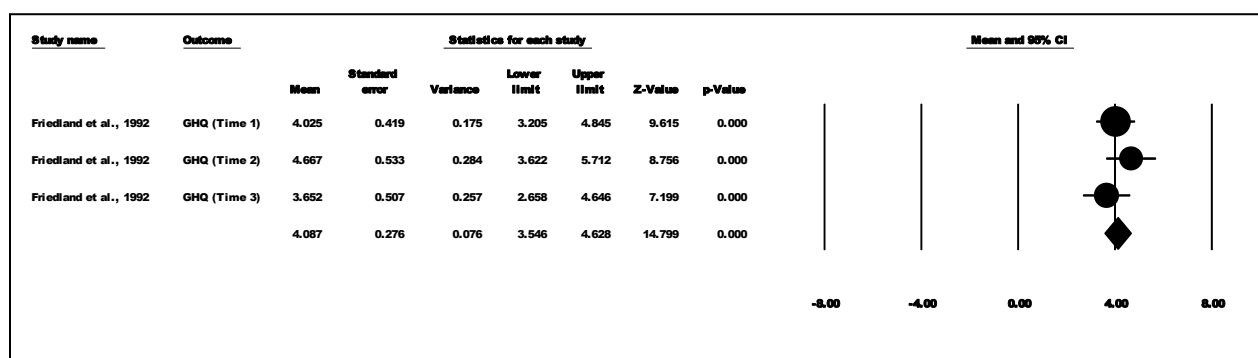 Study name Outcome Statistics for each study Mean and 95% CI
Standard Lower Upper
Mean error Variance limit limit Z-Value p-Value
Friedland et al., 1992 GHQ (Time 1) 4.025 0.419 0.175 3.205 4.845 9.615 0.000
Friedland et al., 1992 GHQ (Time 2) 4.667 0.533 0.284 3.622 5.712 8.756 0.000
Friedland et al., 1992 GHQ (Time 3) 3.652 0.507 0.257 2.658 4.646 7.199 0.000
4.087 0.276 0.076 3.546 4.628 14.799 0.000
-8.00 -4.00 0.00 4.00 8.00